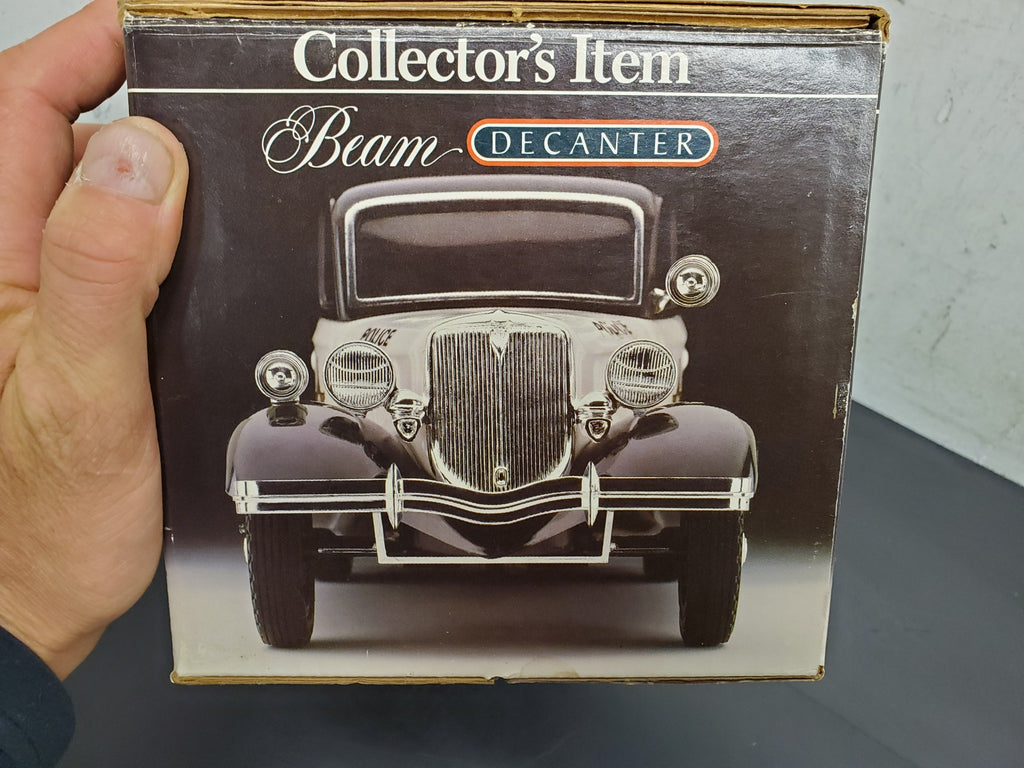 Collector's Item
Beam DECANTER
POLICE POLICE